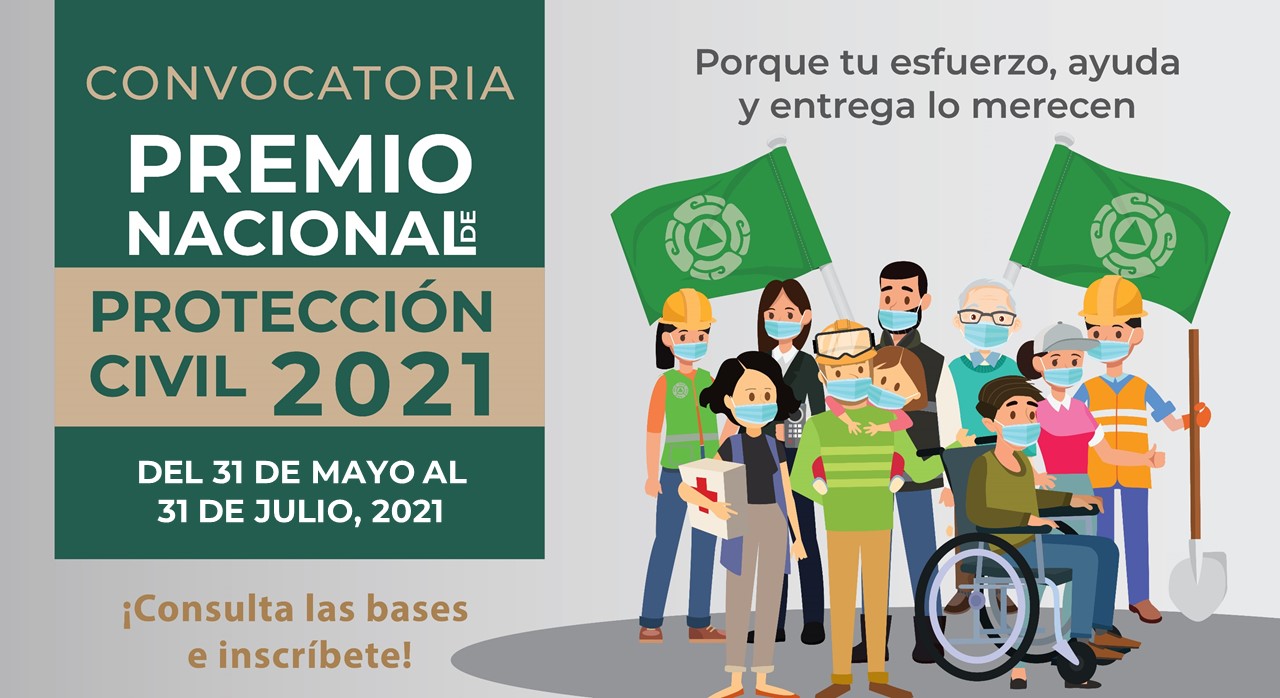 CONVOCATORIA
PREMIO
NACIONAL DE
PROTECCIÓN
CIVIL 2021
DEL 31 DE MAYO AL
31 DE JULIO, 2021
¡Consulta las bases
e inscríbete!
Porque tu esfuerzo, ayuda
y entrega lo merecen